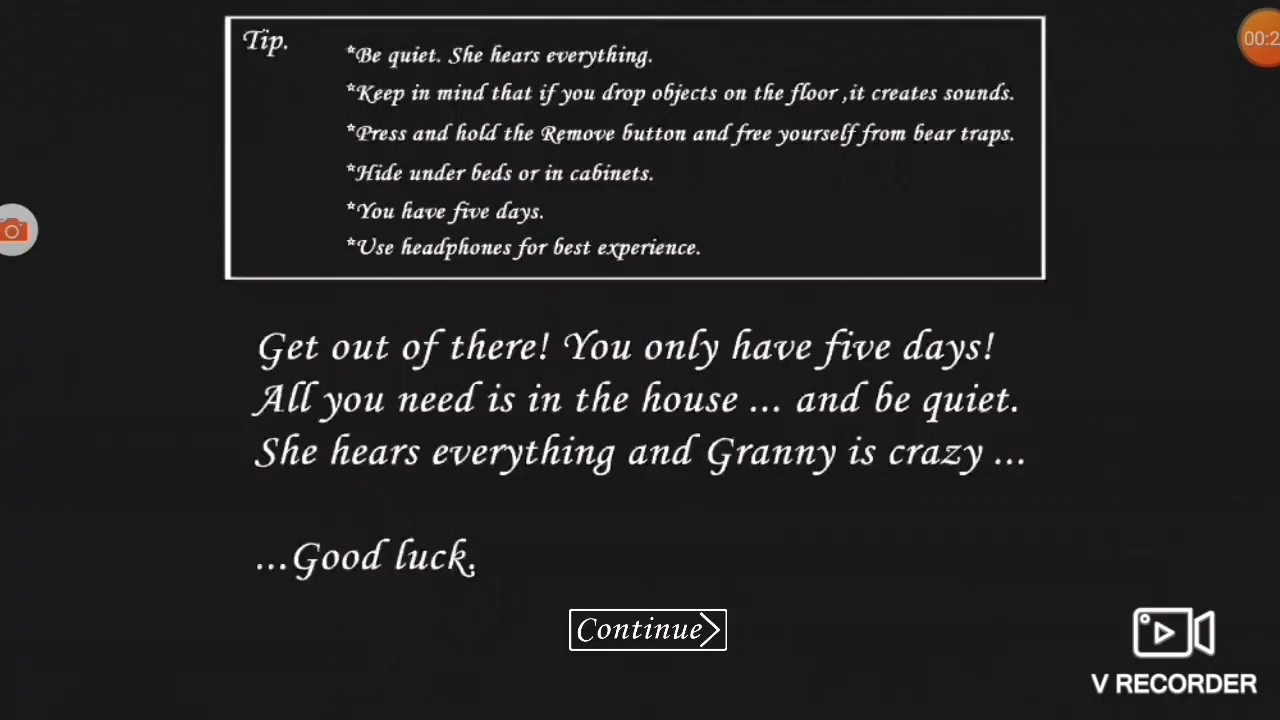 Tip.
*Be quiet. She hears everything.
*Keep in mind that if you drop objects on the floor ,it creates sounds.
*Press and hold the Remove button and free yourself from bear traps.
*Hide under beds or in cabinets.
*You have five days.
*Use headphones for best experience.
Get out of there! You only have five days!
All you need is in the house ... and be quiet.
She hears everything and Granny is crazy ...
...Good luck.
Continue
V RECORDER